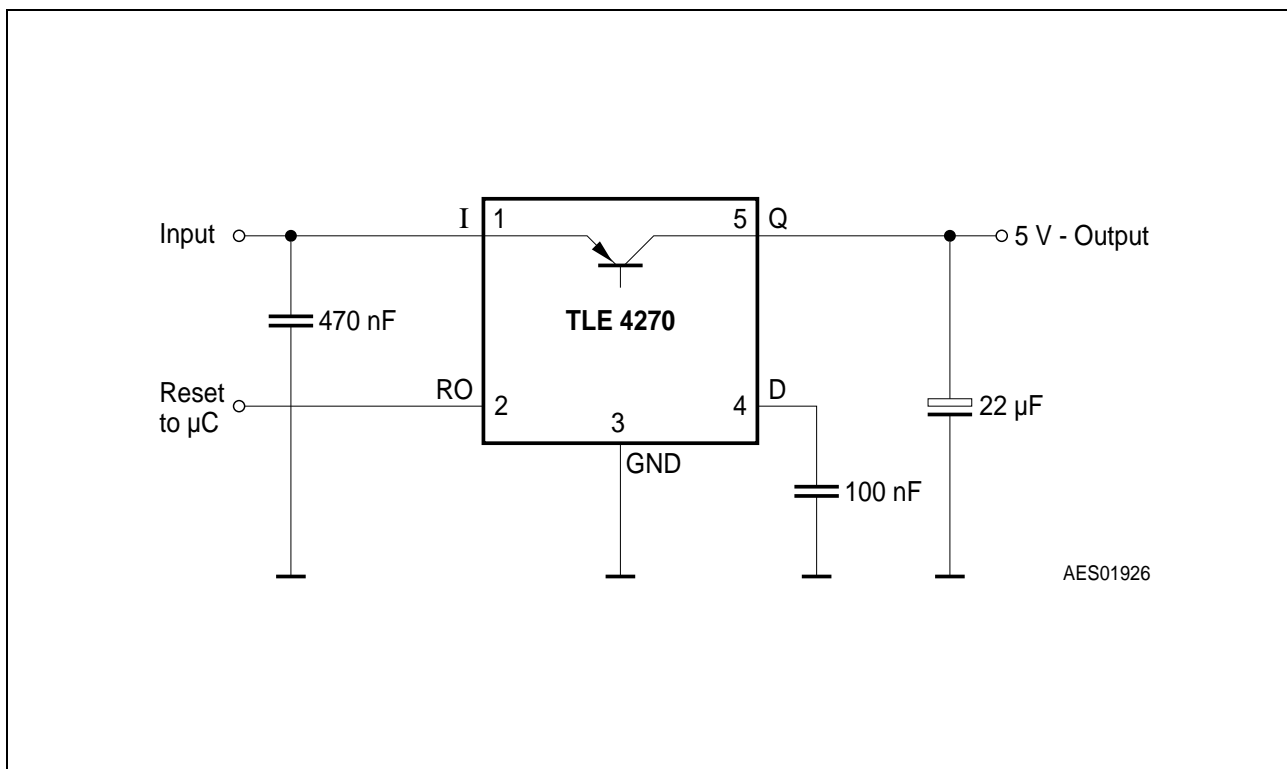 I 1
5 Q
Input
5 V - Output
TLE 4270
470 nF
Reset
to µC
RO
2
D
4
3
GND
22 µF
100 nF
AES01926